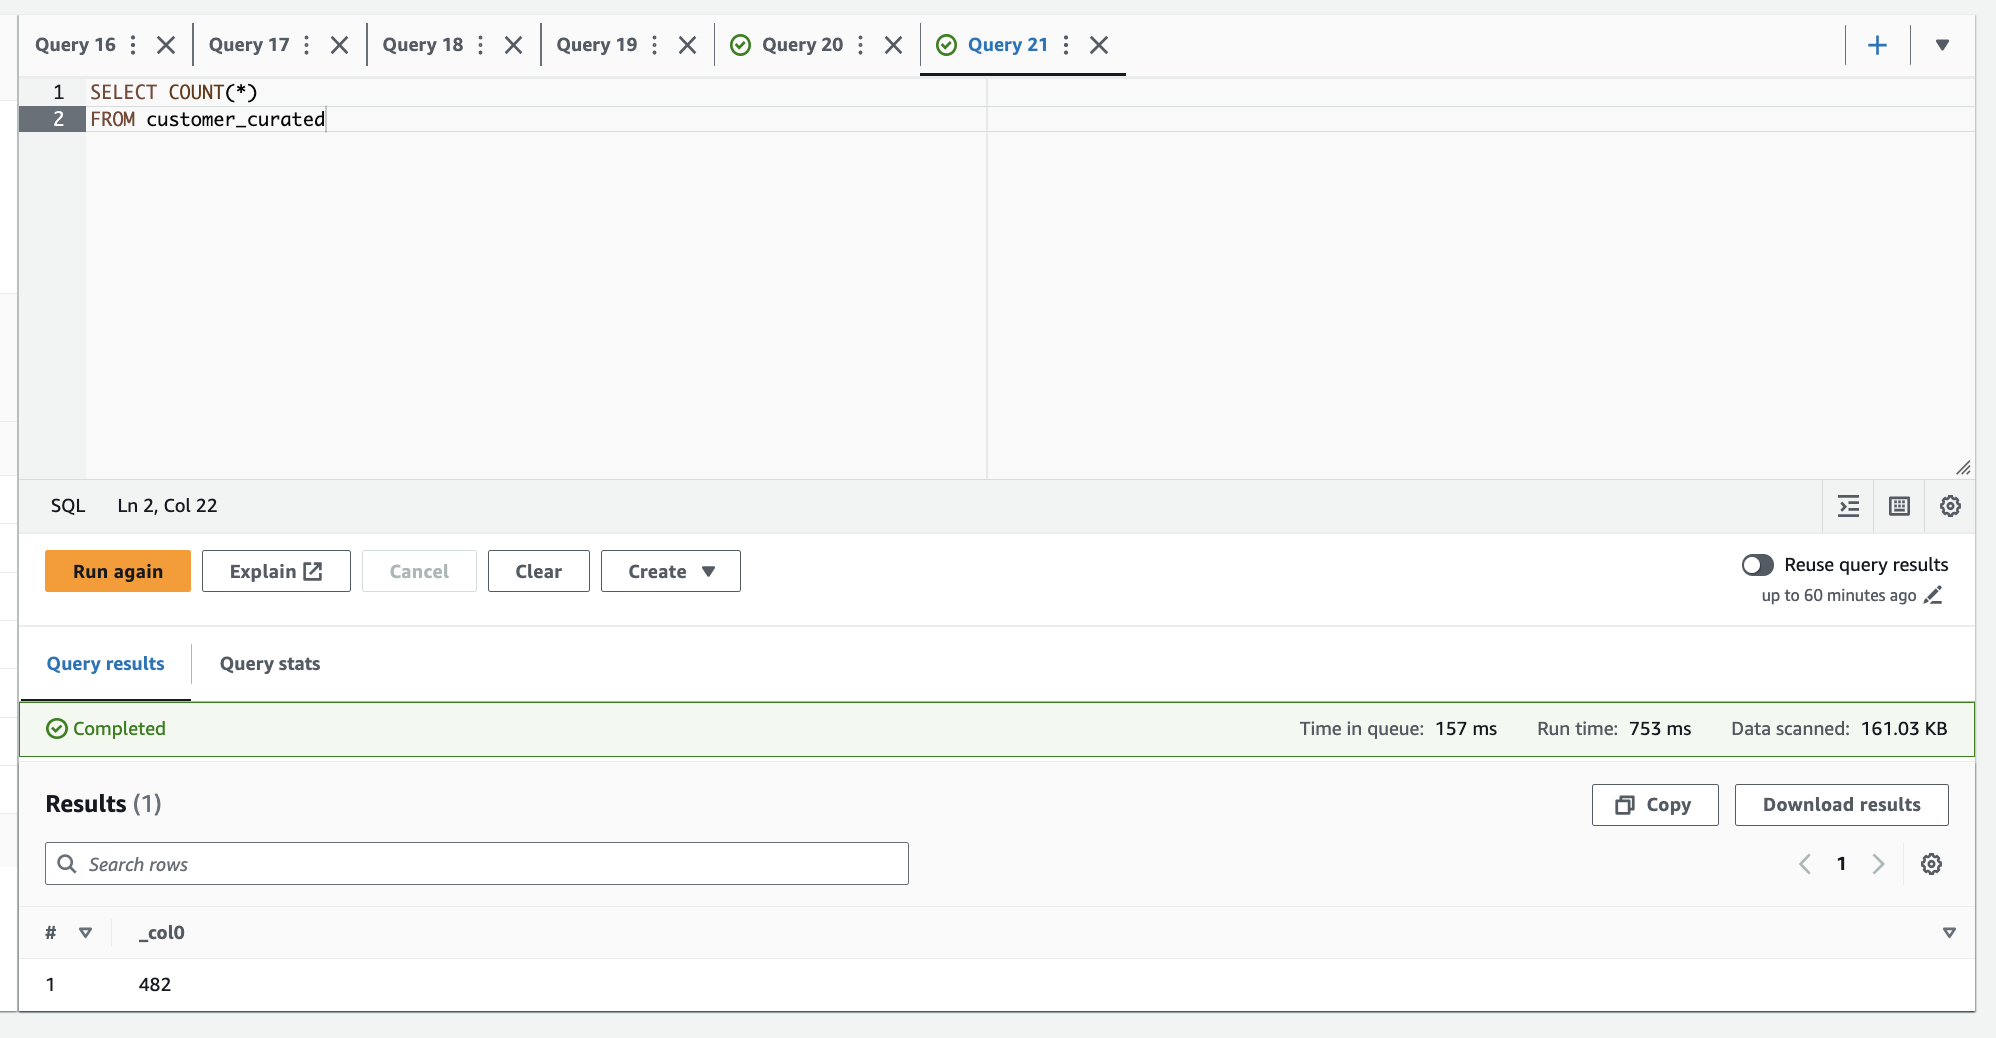 Query 16 Query 17 Query 18 Query 19 Query 20 Query 21
1 SELECT COUNT(*)
2 FROM customer_curated
SQL Ln 2, Col 22
Run again Explain Cancel Clear Create Reuse query results
up to 60 minutes ago
Query results Query stats
Completed Time in queue: 157 ms Run time: 753 ms Data scanned: 161.03 KB
Results (1) Copy Download results
Search rows 1
# _col0
1 482